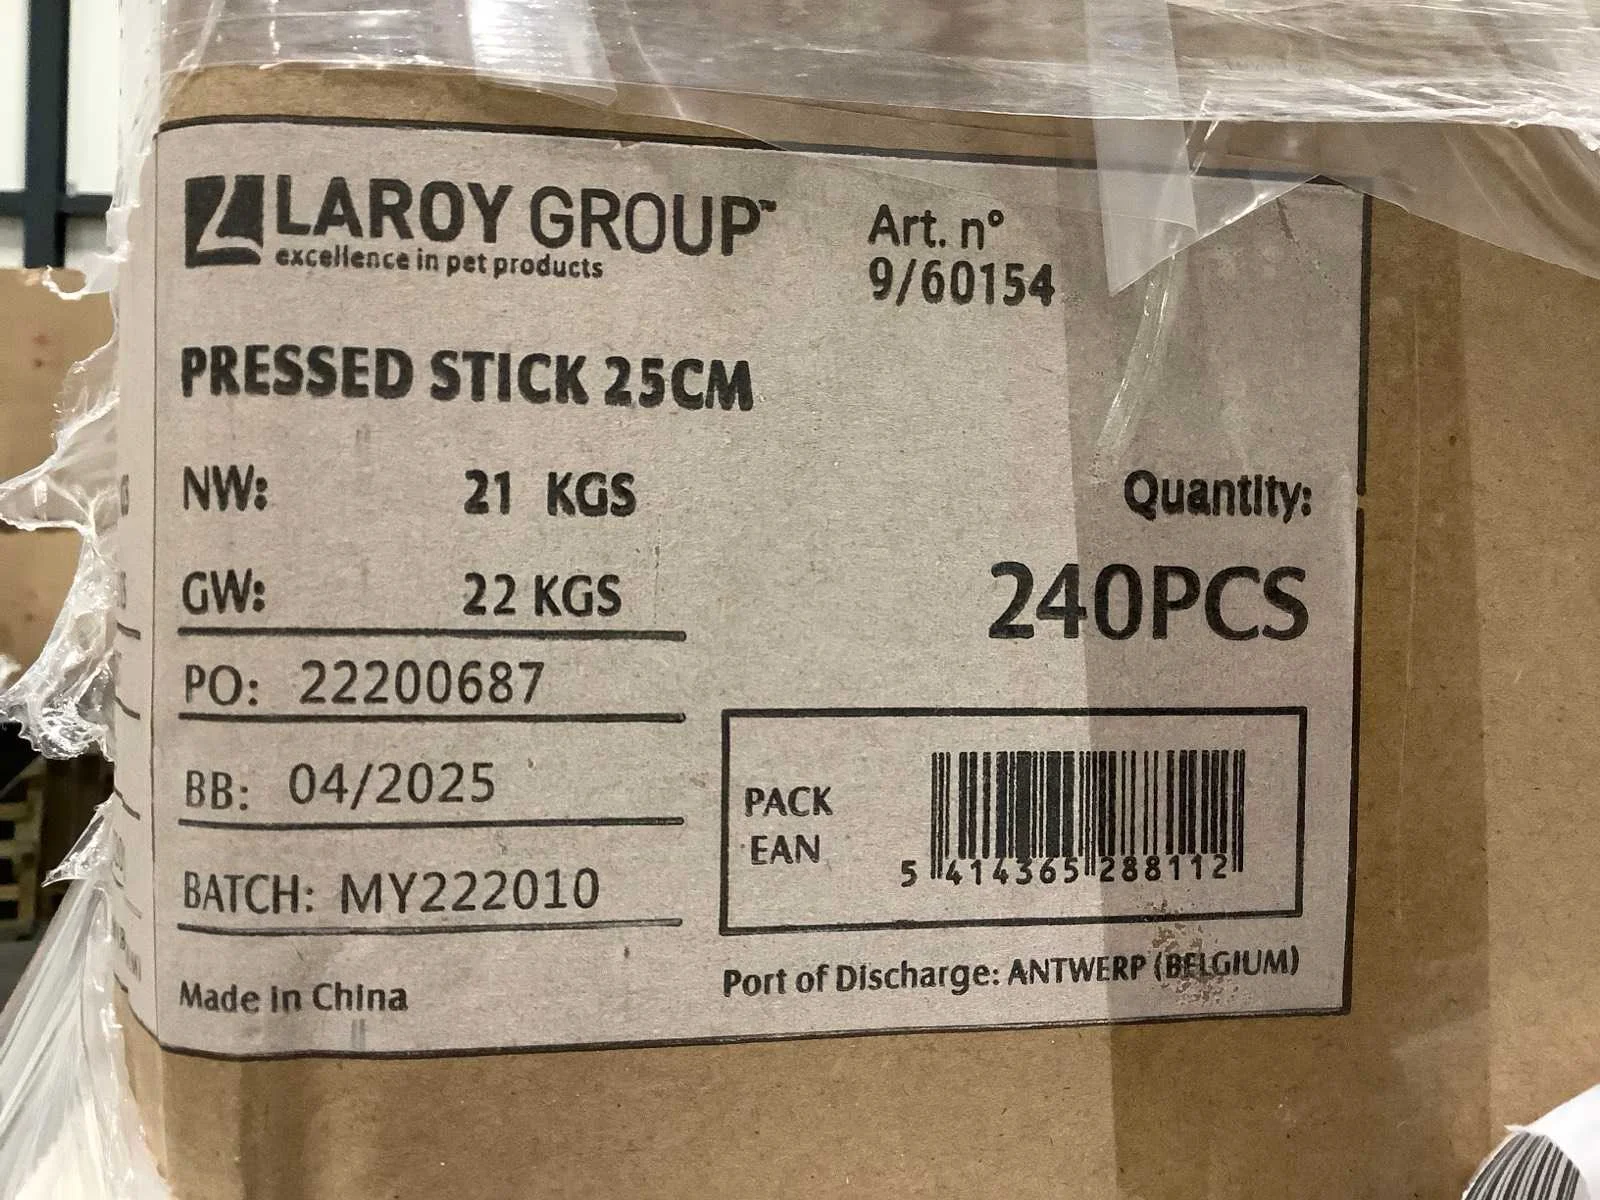 LAROY GROUP™
excellence in pet products
Art. n°
9/60154
PRESSED STICK 25CM
NW: 21 KGS
Quantity:
GW: 22 KGS
240PCS
PO: 22200687
BB: 04/2025
BATCH: MY222010
PACK
EAN
5 414365 288112
Made in China
Port of Discharge: ANTWERP (BELGIUM)